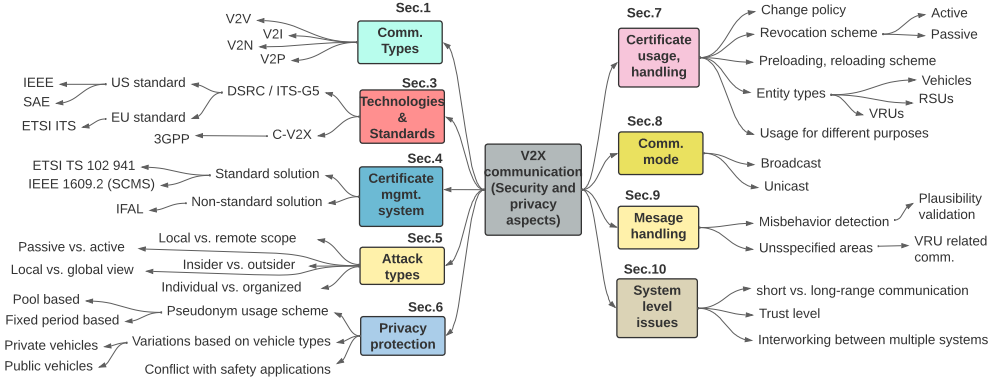 Sec.1
V2V
V2I
V2N
V2P
Comm.
Types
Sec.3
IEEE
SAE
US standard
DSRC / ITS-G5
ETSI ITS
EU standard
3GPP
C-V2X
Technologies
&
Standards
Sec.4
ETSI TS 102 941
IEEE 1609.2 (SCMS)
Standard solution
IFAL
Non-standard solution
Certificate
mgmt.
system
Sec.5
Local vs. remote scope
Passive vs. active
Insider vs. outsider
Local vs. global view
Individual vs. organized
Attack
types
Sec.6
Pool based
Fixed period based
Pseudonym usage scheme
Private vehicles
Public vehicles
Variations based on vehicle types
Conflict with safety applications
Privacy
protection
V2X
communication
(Security and
privacy
aspects)
Sec.7
Certificate
usage,
handling
Change policy
Revocation scheme
Active
Passive
Preloading, reloading scheme
Entity types
Vehicles
RSUs
VRUs
Usage for different purposes
Sec.8
Comm.
mode
Broadcast
Unicast
Sec.9
Mesage
handling
Misbehavior detection
Plausibility
validation
Unsspecified areas
VRU related
comm.
Sec.10
System
level
issues
short vs. long-range communication
Trust level
Interworking between multiple systems